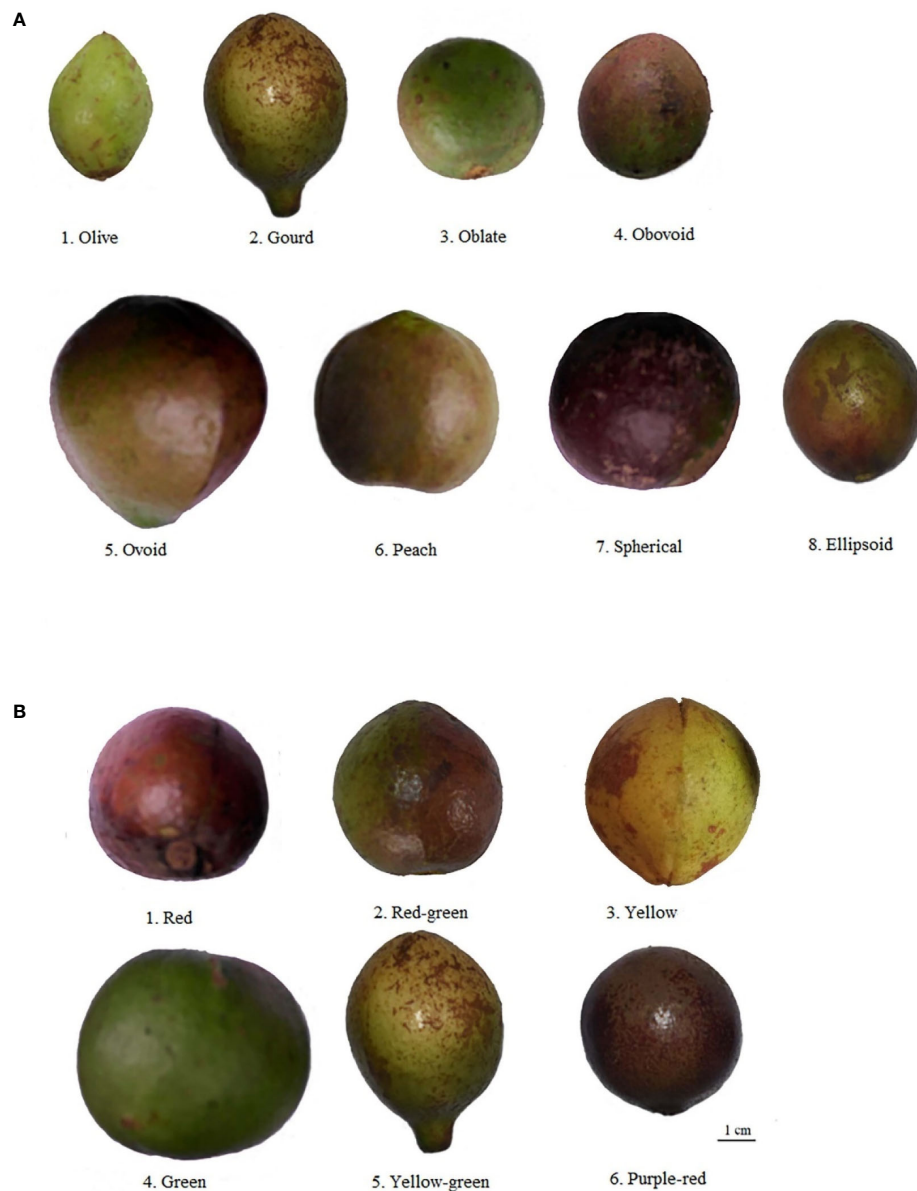 A
1. Olive
2. Gourd
3. Oblate
4. Obovoid
5. Ovoid
6. Peach
7. Spherical
8. Ellipsoid
B
1. Red
2. Red-green
3. Yellow
4. Green
5. Yellow-green
6. Purple-red
1 cm